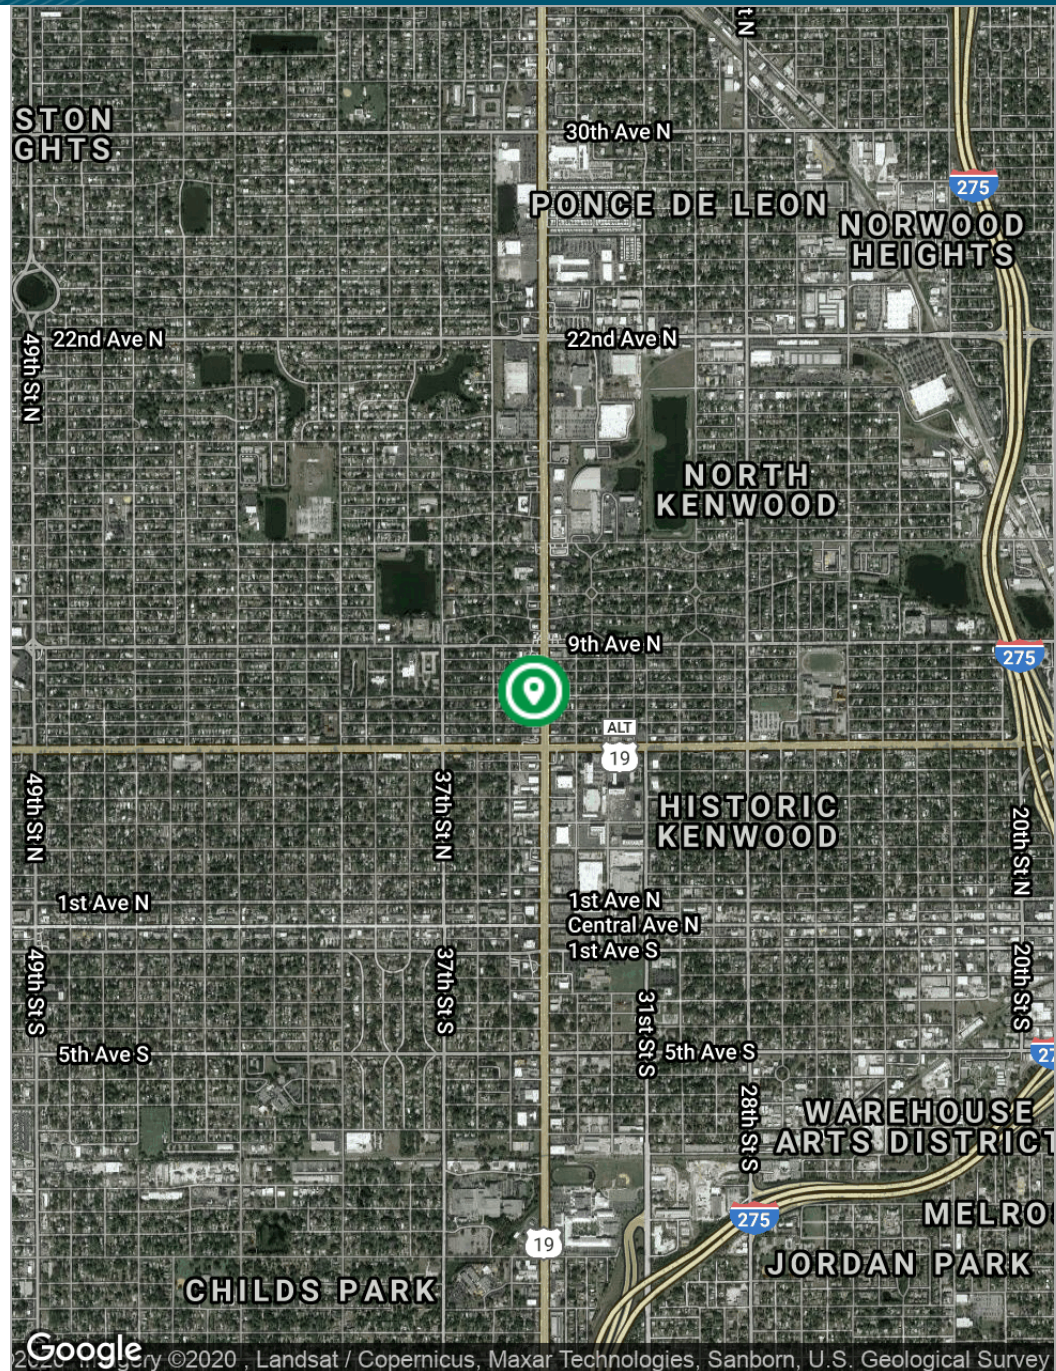 t N
STON
GHTS
30th Ave N
275
PONCE DE LEON
NORWOOD
HEIGHTS
22nd Ave N
22nd Ave N
49th St N
NORTH
KENWOOD
9th Ave N
275
ALT
19
49th St N
37th St N
HISTORIC
KENWOOD
20th St N
1st Ave N
1st Ave N
Central Ave N
1st Ave S
49th St S
37th St S
20th St S
31st St S
5th Ave S
5th Ave S
27
28th St S
WAREHOUSE
ARTS DISTRICT
275
MELRO
19
JORDAN PARK
CHILDS PARK
Google
©2020 , Landsat / Copernicus, Maxar Technologies, Sanborn, U.S. Geological Survey